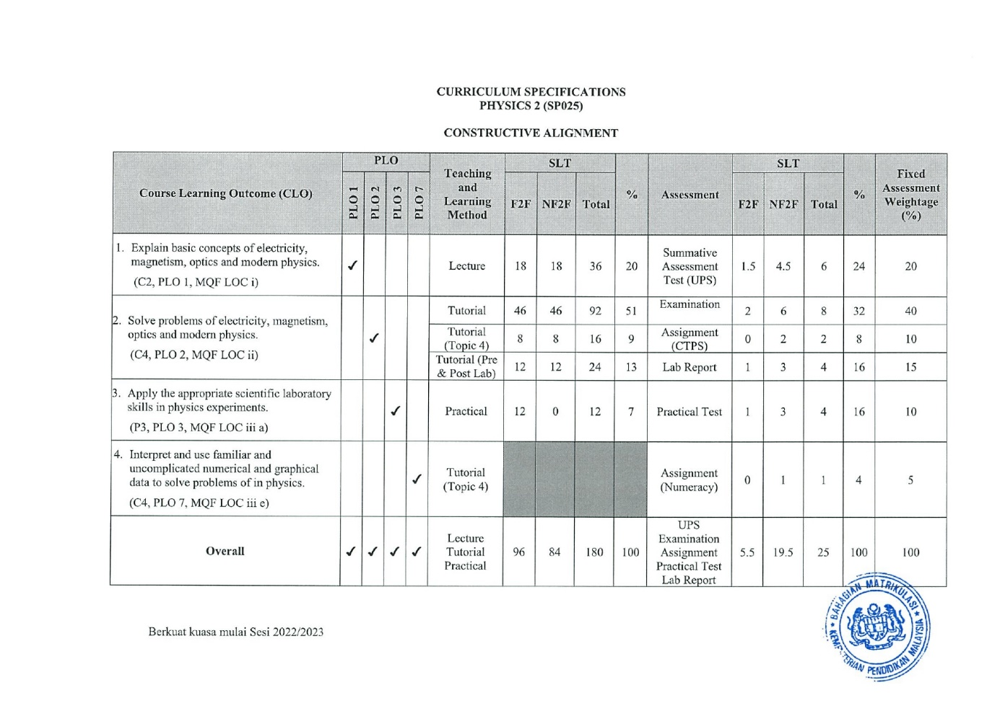 CURRICULUM SPECIFICATIONS
PHYSICS 2 (SP025)
CONSTRUCTIVE ALIGNMENT
Course Learning Outcome (CLO)
PLO
PLO 1
PLO 2
PLO 3
PLO 7
Teaching
and
Learning
Method
SLT
F2F NF2F Total
%
Assessment
SLT
F2F NF2F Total
%
Fixed
Assessment
Weightage
(%)
1. Explain basic concepts of electricity,
magnetism, optics and modern physics.
(C2, PLO 1, MQF LOC i)
✓
Lecture
18 18 36 20
Summative
Assessment
Test (UPS)
1.5 4.5 6 24 20
2. Solve problems of electricity, magnetism,
optics and modern physics.
(C4, PLO 2, MQF LOC ii)
✓
Tutorial
46 46 92 51
Examination
2 6 8 32 40
Tutorial
(Topic 4)
8 8 16 9
Assignment
(CTPS)
0 2 2 8 10
Tutorial (Pre
& Post Lab)
12 12 24 13
Lab Report
1 3 4 16 15
3. Apply the appropriate scientific laboratory
skills in physics experiments.
(P3, PLO 3, MQF LOC iii a)
✓
Practical
12 0 12 7
Practical Test
1 3 4 16 10
4. Interpret and use familiar and
uncomplicated numerical and graphical
data to solve problems of in physics.
(C4, PLO 7, MQF LOC iii e)
✓
Tutorial
(Topic 4)
Assignment
(Numeracy)
0 1 1 4 5
Overall
✓ ✓ ✓ ✓
Lecture
Tutorial
Practical
96 84 180 100
UPS
Examination
Assignment
Practical Test
Lab Report
5.5 19.5 25 100 100
Berkuat kuasa mulai Sesi 2022/2023
BAHAGIAN MATRIKULASI
KEMENTERIAN PENDIDIKAN MALAYSIA